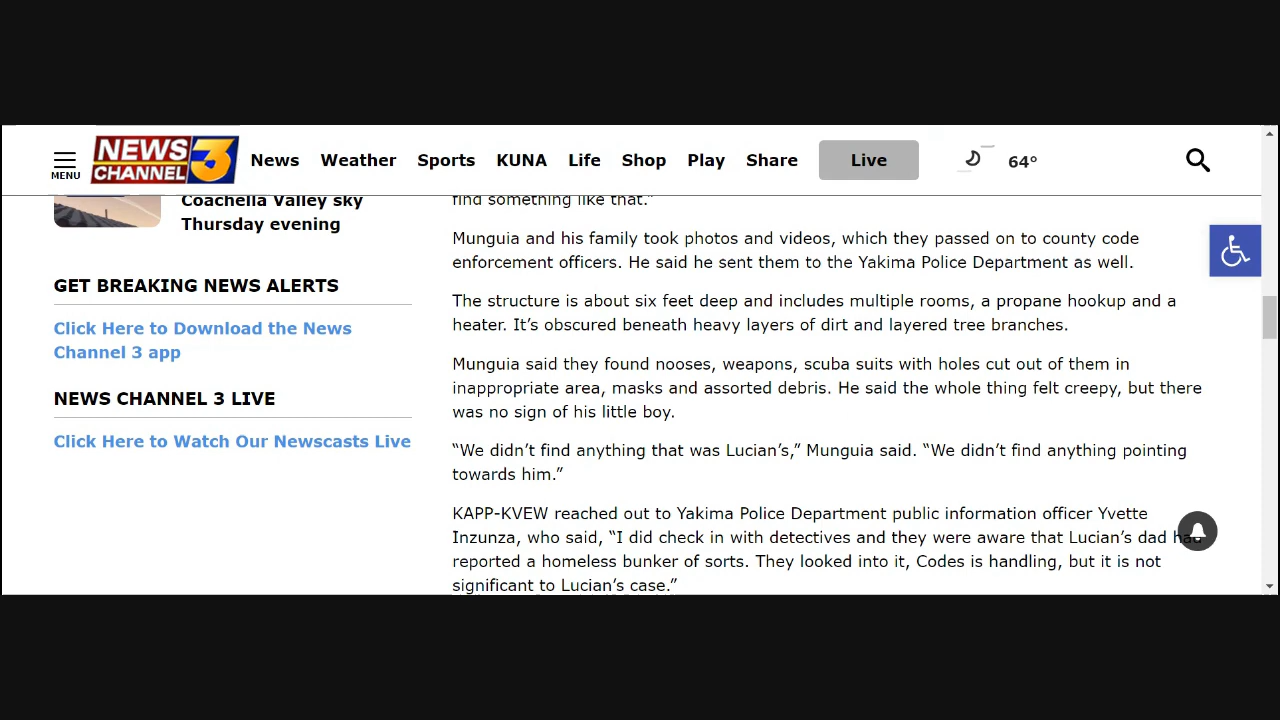 MENU
NEWS
CHANNEL 3
News Weather Sports KUNA Life Shop Play Share Live 64°
Coachella Valley sky
Thursday evening
GET BREAKING NEWS ALERTS
Click Here to Download the News
Channel 3 app
NEWS CHANNEL 3 LIVE
Click Here to Watch Our Newscasts Live
find something like that.”
Munguia and his family took photos and videos, which they passed on to county code
enforcement officers. He said he sent them to the Yakima Police Department as well.
The structure is about six feet deep and includes multiple rooms, a propane hookup and a
heater. It’s obscured beneath heavy layers of dirt and layered tree branches.
Munguia said they found nooses, weapons, scuba suits with holes cut out of them in
inappropriate area, masks and assorted debris. He said the whole thing felt creepy, but there
was no sign of his little boy.
“We didn’t find anything that was Lucian’s,” Munguia said. “We didn’t find anything pointing
towards him.”
KAPP-KVEW reached out to Yakima Police Department public information officer Yvette
Inzunza, who said, “I did check in with detectives and they were aware that Lucian’s dad had
reported a homeless bunker of sorts. They looked into it, Codes is handling, but it is not
significant to Lucian’s case.”